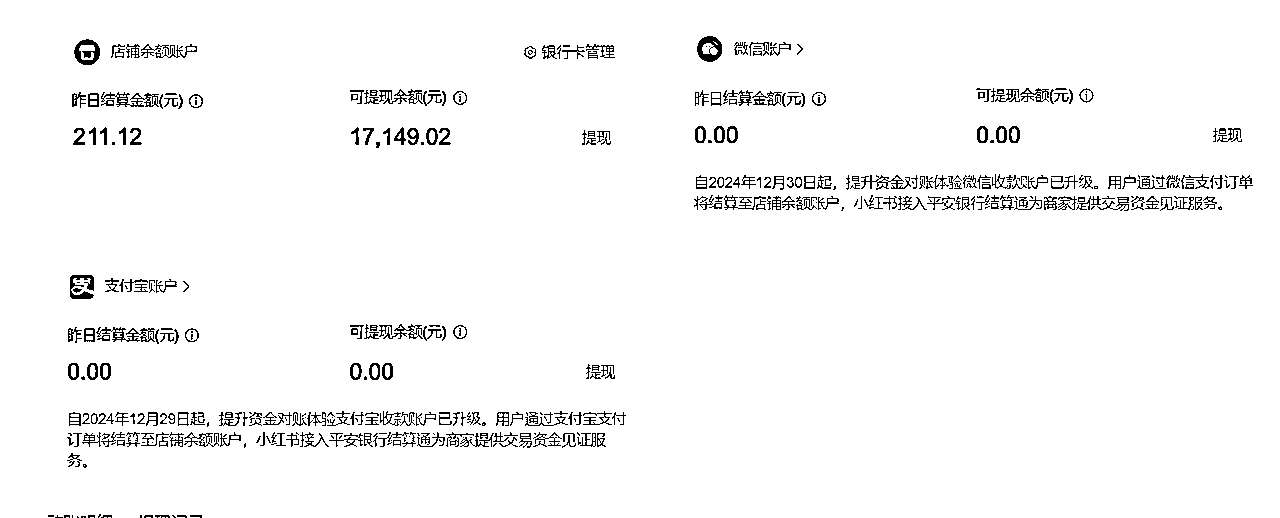 店铺余额账户
银行卡管理
昨日结算金额(元)
可提现余额(元)
211.12
17,149.02
提现
微信账户
昨日结算金额(元)
可提现余额(元)
0.00
0.00
提现
自2024年12月30日起，提升资金对账体验微信收款账户已升级。用户通过微信支付订单
将结算至店铺余额账户，小红书接入平安银行结算通为商家提供交易资金见证服务。
支付宝账户
昨日结算金额(元)
可提现余额(元)
0.00
0.00
提现
自2024年12月29日起，提升资金对账体验支付宝收款账户已升级。用户通过支付宝支付
订单将结算至店铺余额账户，小红书接入平安银行结算通为商家提供交易资金见证服
务。